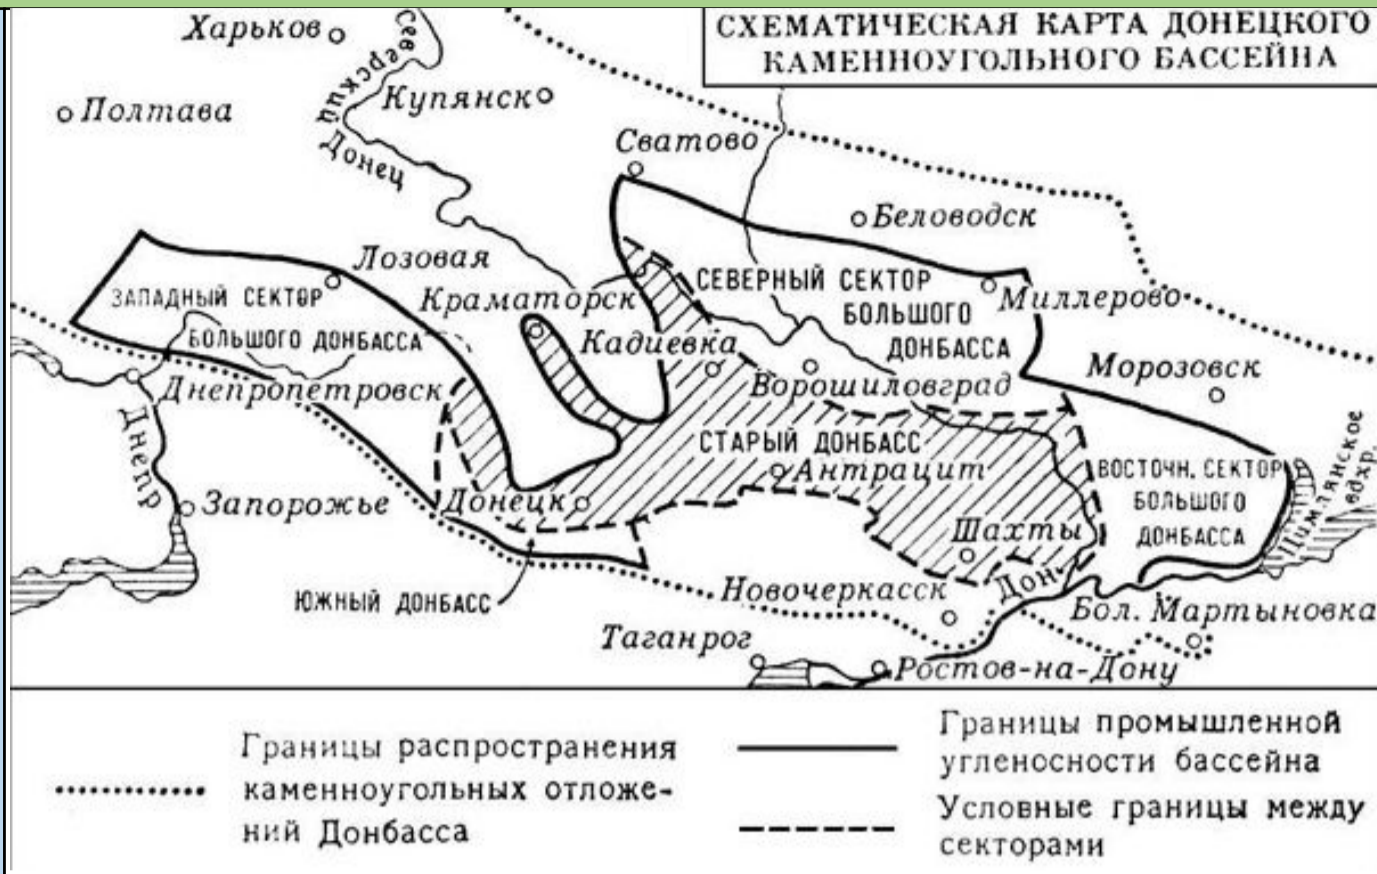 СХЕМАТИЧЕСКАЯ КАРТА ДОНЕЦКОГО
КАМЕННОУГОЛЬНОГО БАССЕЙНА
Харьков
Северский
Донец
Купянск
Полтава
Сватово
Беловодск
Лозовая
ЗАПАДНЫЙ СЕКТОР
БОЛЬШОГО ДОНБАССА
Краматорск
СЕВЕРНЫЙ СЕКТОР
БОЛЬШОГО
ДОНБАССА
Миллерово
Кадиевка
Днепропетровск
Ворошиловград
Морозовск
Днепр
СТАРЫЙ ДОНБАСС
Антрацит
ВОСТОЧН. СЕКТОР
БОЛЬШОГО
ДОНБАССА
Цимлянское
вдхр.
Запорожье
Донецк
Шахты
ЮЖНЫЙ ДОНБАСС
Новочеркасск
Дон
Бол. Мартыновка
Таганрог
Ростов-на-Дону
Границы распространения
каменноугольных отложе-
ний Донбасса
Границы промышленной
угленосности бассейна
Условные границы между
секторами